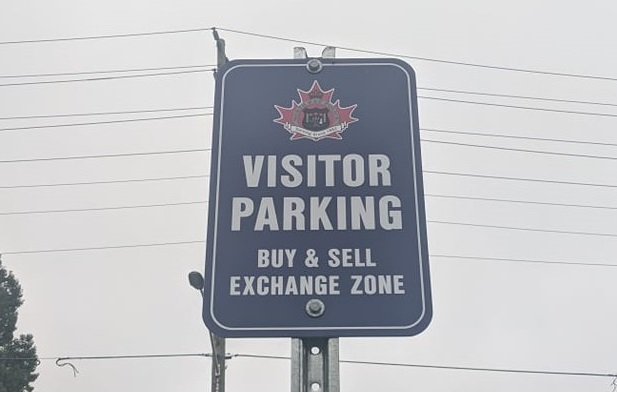 VISITOR
PARKING
BUY & SELL
EXCHANGE ZONE